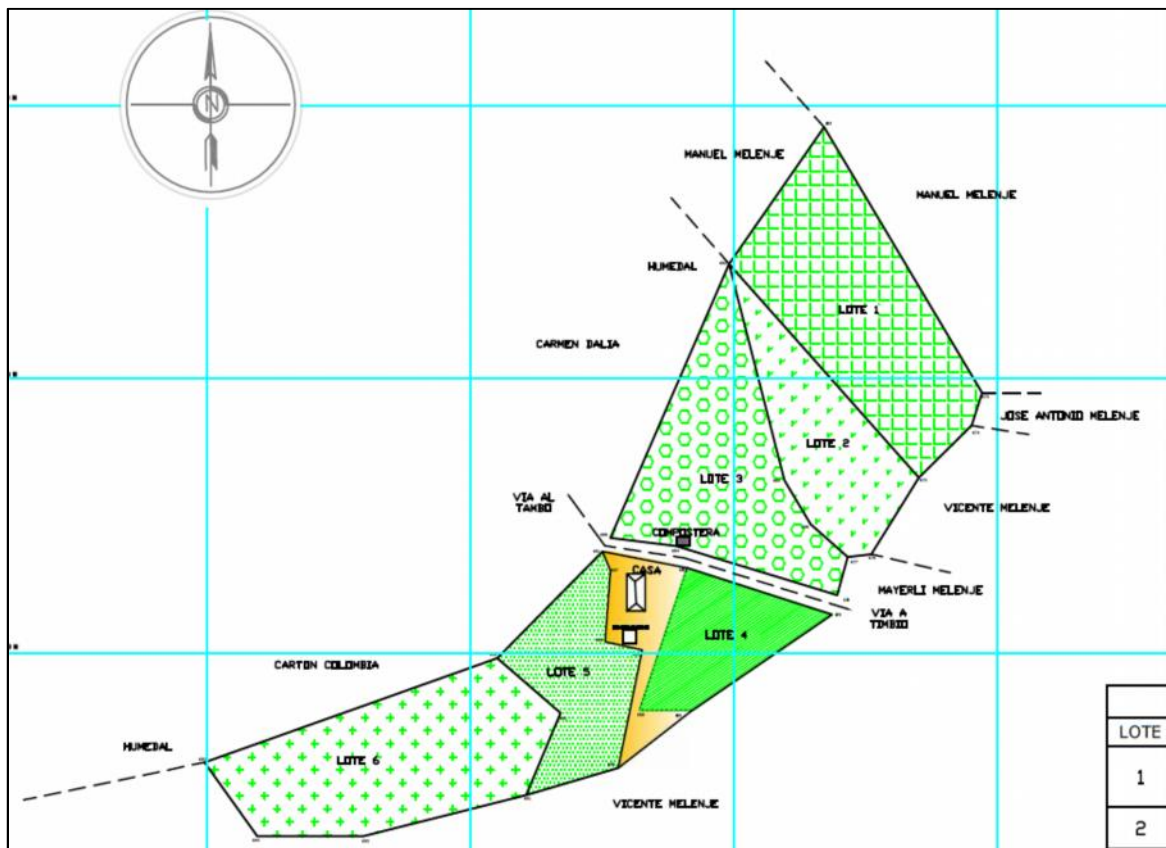 N
MANUEL MELENJE
MANUEL MELENJE
HUMEDAL
LOTE 1
CARMEN DALIA
JOSE ANTONIO MELENJE
LOTE 2
LOTE 3
VIA AL
TAMBO
VICENTE MELENJE
COMPOSTERA
CASA
MAYERLI MELENJE
VIA A
TIMBIO
LOTE 4
CARTON COLOMBIA
LOTE 5
HUMEDAL
LOTE 6
VICENTE MELENJE
LOTE
1
2